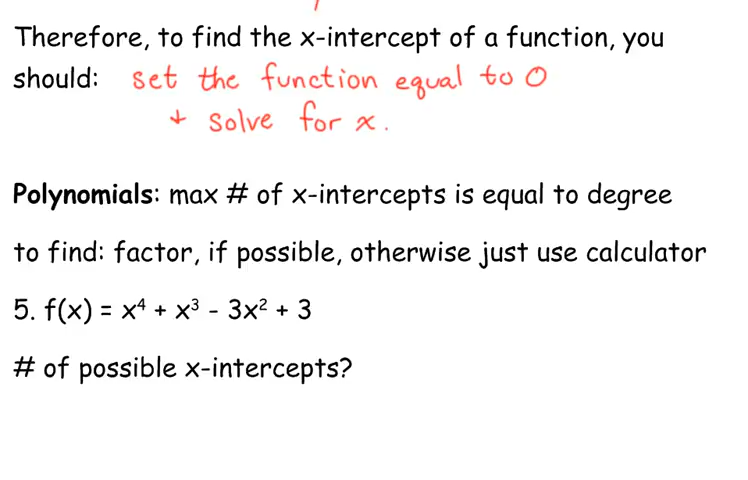 Therefore, to find the x-intercept of a function, you
should: set the function equal to 0
+ solve for x.
Polynomials: max # of x-intercepts is equal to degree
to find: factor, if possible, otherwise just use calculator
5. f(x) = x⁴ + x³ - 3x² + 3
# of possible x-intercepts?